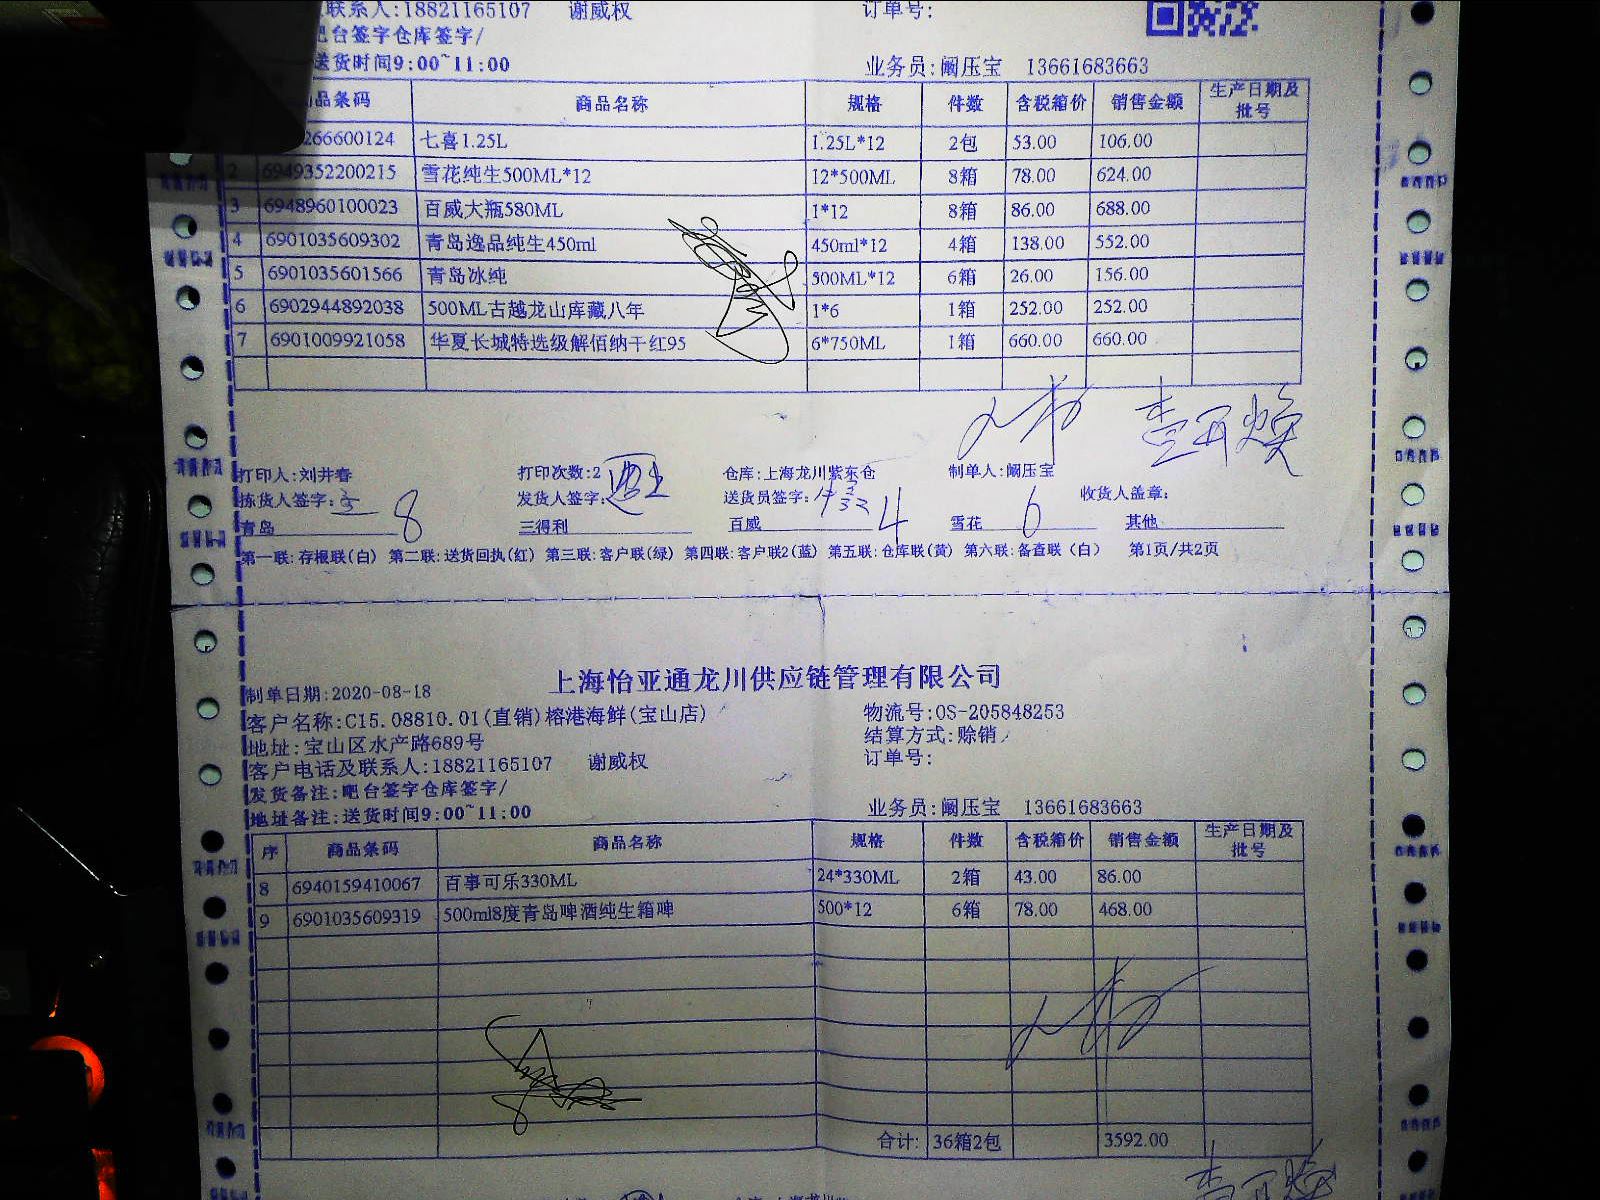 联系人:18821165107 谢威权 订单号:
吧台签字仓库签字/
送货时间9:00~11:00 业务员:阚压宝 13661683663
品条码 商品名称 规格 件数 含税箱价 销售金额 生产日期及批号
266600124 七喜1.25L 1.25L*12 2包 53.00 106.00
2 6949352200215 雪花纯生500ML*12 12*500ML 8箱 78.00 624.00
3 6948960100023 百威大瓶580ML 1*12 8箱 86.00 688.00
4 6901035609302 青岛逸品纯生450ml 450ml*12 4箱 138.00 552.00
5 6901035601566 青岛冰纯 500ML*12 6箱 26.00 156.00
6 6902944892038 500ML古越龙山库藏八年 1*6 1箱 252.00 252.00
7 6901009921058 华夏长城特选级解佰纳干红95 6*750ML 1箱 660.00 660.00
打印人:刘井春 打印次数:2 仓库:上海龙川紫东仓 制单人:阚压宝
拣货人签字: 发货人签字: 送货员签字: 收货人盖章:
青岛 8 三得利 百威 4 雪花 6 其他
第一联:存根联(白) 第二联:送货回执(红) 第三联:客户联(绿) 第四联:客户联2(蓝) 第五联:仓库联(黄) 第六联:备查联(白) 第1页/共2页
上海怡亚通龙川供应链管理有限公司
制单日期:2020-08-18
客户名称:C15.08810.01(直销)榕港海鲜(宝山店) 物流号:OS-205848253
地址:宝山区水产路689号 结算方式:赊销
客户电话及联系人:18821165107 谢威权 订单号:
发货备注:吧台签字仓库签字/
地址备注:送货时间9:00~11:00 业务员:阚压宝 13661683663
序 商品条码 商品名称 规格 件数 含税箱价 销售金额 生产日期及批号
8 6940159410067 百事可乐330ML 24*330ML 2箱 43.00 86.00
9 6901035609319 500ml8度青岛啤酒纯生箱啤 500*12 6箱 78.00 468.00
合计: 36箱2包 3592.00